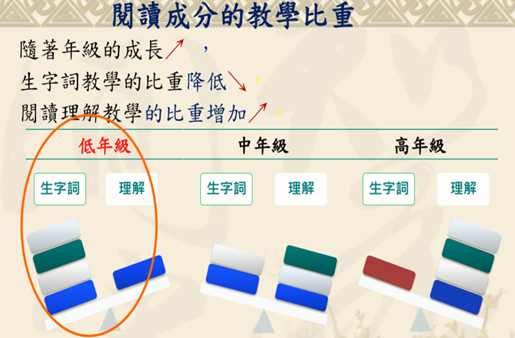 閱讀成分的教學比重
隨著年級的成長↗，
生字詞教學的比重降低↘，
閱讀理解教學的比重增加↗。
低年級 中年級 高年級
生字詞 理解 生字詞 理解 生字詞 理解